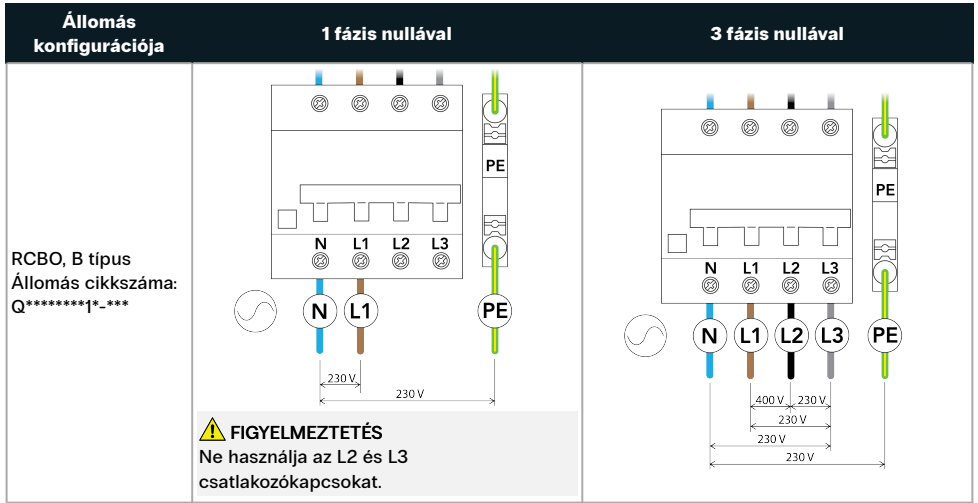 Állomás
konfigurációja
1 fázis nullával
3 fázis nullával
RCBO, B típus
Állomás cikkszáma:
Q********1*-***
PE
N L1 L2 L3
N L1 PE
230 V
230 V
FIGYELMEZTETÉS
Ne használja az L2 és L3
csatlakozókapcsokat.
PE
N L1 L2 L3
N L1 L2 L3 PE
400 V 230 V
230 V
230 V
230 V